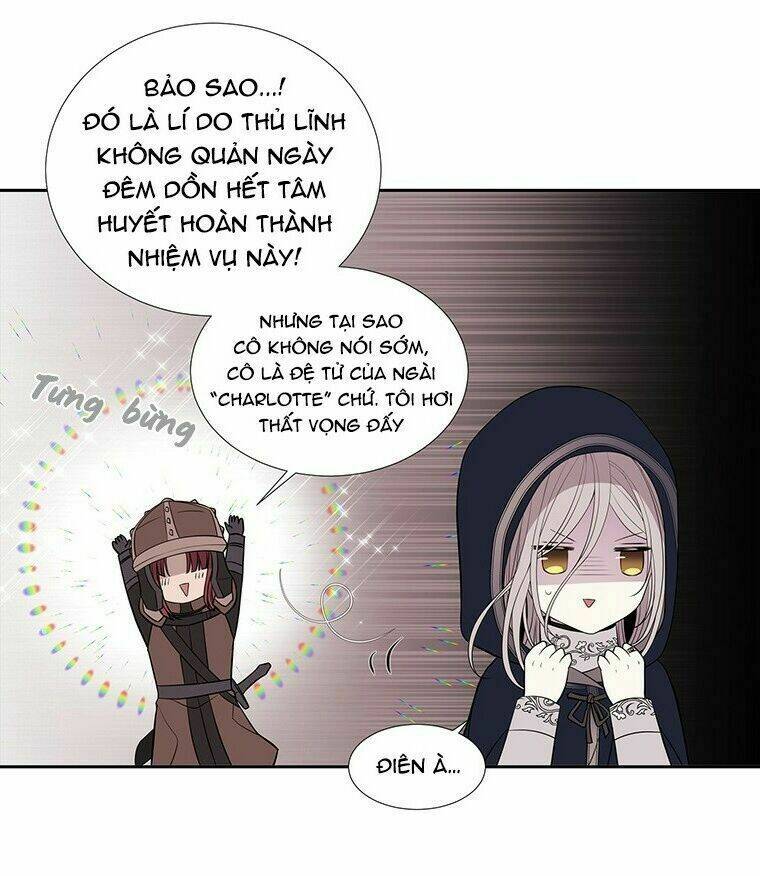 BẢO SAO...!
ĐÓ LÀ LÍ DO THỦ LĨNH
KHÔNG QUẢN NGÀY
ĐÊM DỒN HẾT TÂM
HUYẾT HOÀN THÀNH
NHIỆM VỤ NÀY!
NHƯNG TẠI SAO
CÔ KHÔNG NÓI SỚM,
CÔ LÀ ĐỆ TỬ CỦA NGÀI
“CHARLOTTE” CHỨ. TÔI HƠI
THẤT VỌNG ĐẤY
Tưng bừng
ĐIÊN À...